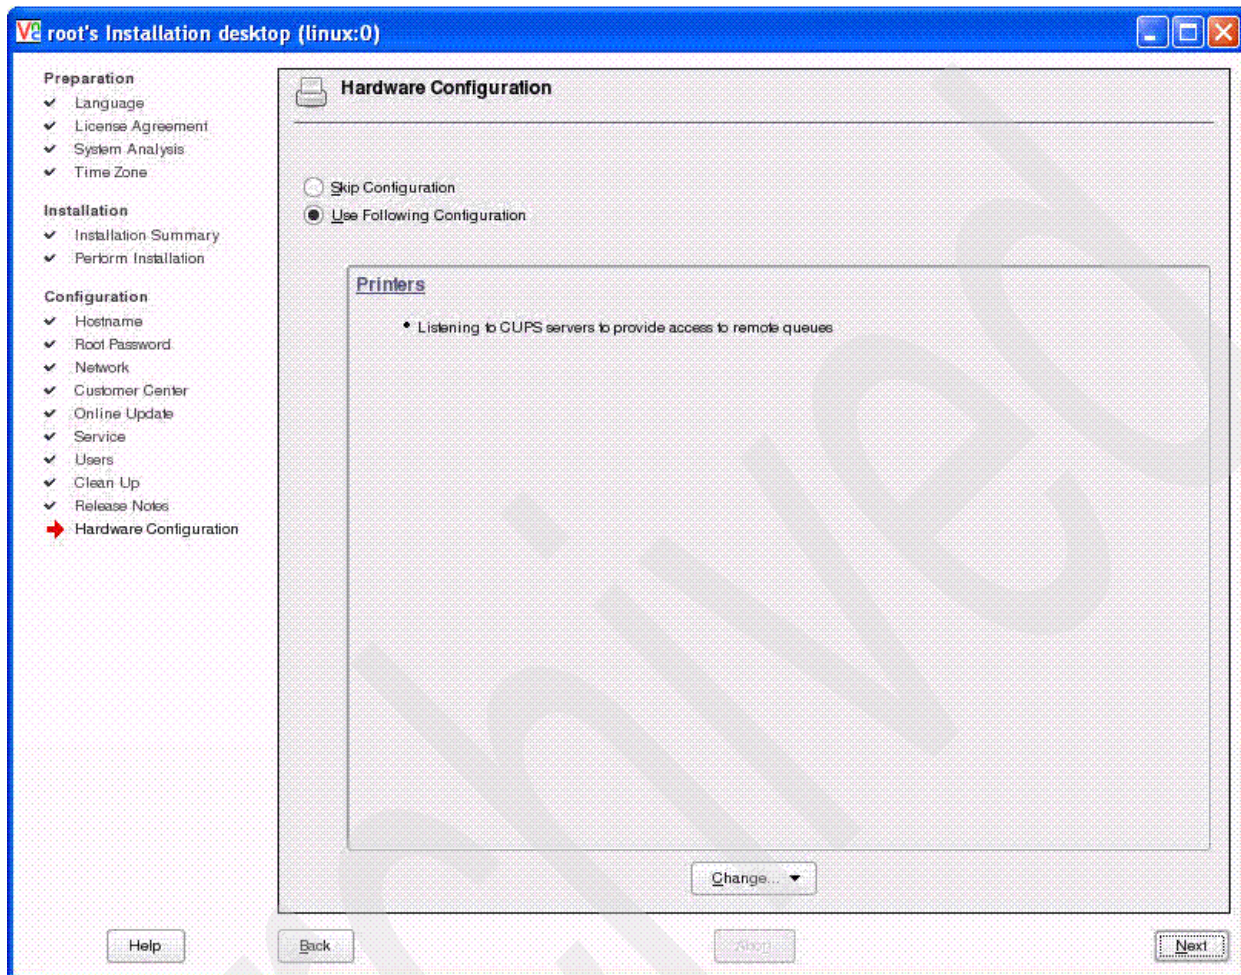 root's Installation desktop (linux:0)
Preparation
Language
License Agreement
System Analysis
Time Zone
Installation
Installation Summary
Perform Installation
Configuration
Hostname
Root Password
Network
Customer Center
Online Update
Service
Users
Clean Up
Release Notes
Hardware Configuration
Hardware Configuration
Skip Configuration
Use Following Configuration
Printers
• Listening to CUPS servers to provide access to remote queues
Change...
Help
Back
Abort
Next